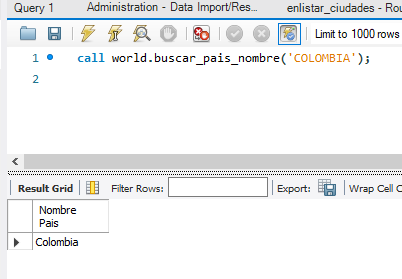 Query 1 Administration - Data Import/Res... enlistar_ciudades - Rou
Limit to 1000 rows
1 call world.buscar_pais_nombre('COLOMBIA');
2
Result Grid Filter Rows: Export: Wrap Cell C
Nombre
Pais
Colombia